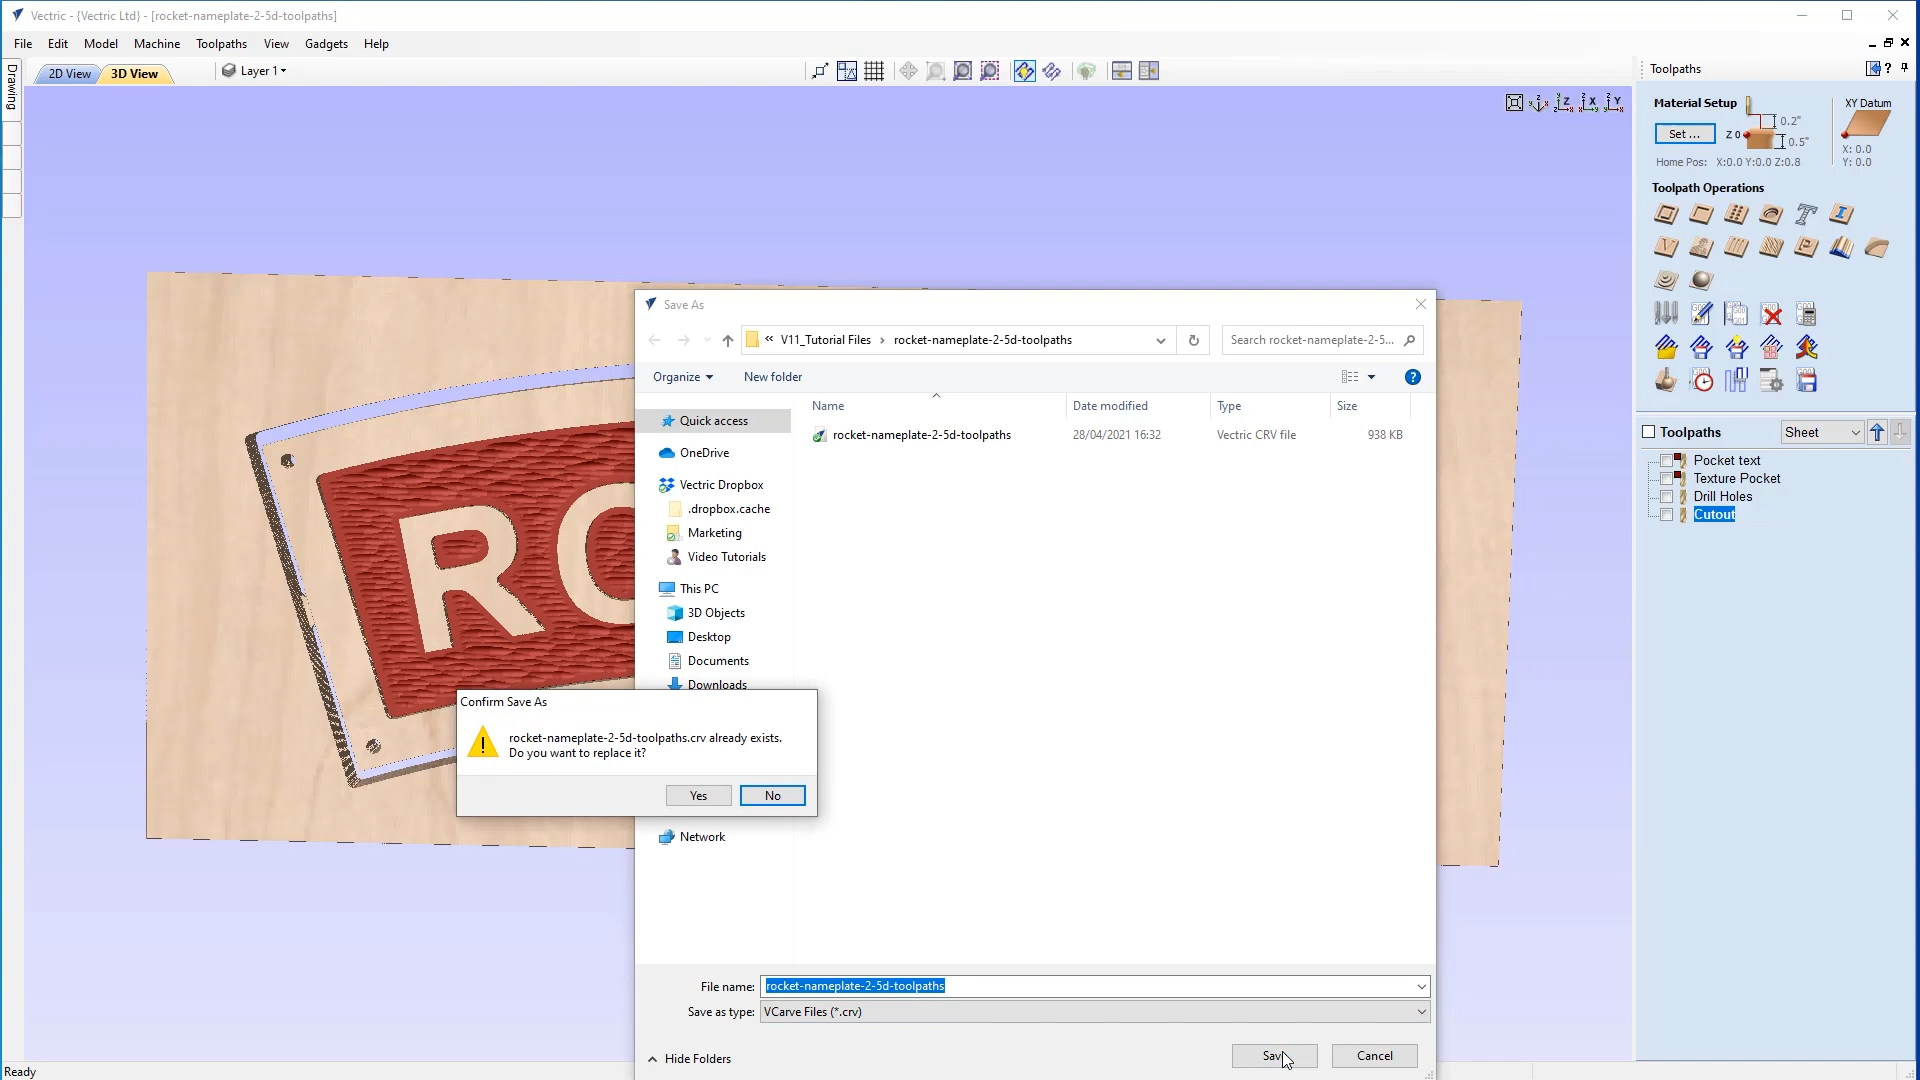 Vectric - {Vectric Ltd} - [rocket-nameplate-2-5d-toolpaths]
File Edit Model Machine Toolpaths View Gadgets Help
Drawing
2D View 3D View Layer 1
Toolpaths
Material Setup
Set ...
Z 0
0.2"
0.5"
XY Datum
X: 0.0
Y: 0.0
Home Pos: X:0.0 Y:0.0 Z:0.8
Toolpath Operations
Toolpaths Sheet
Pocket text
Texture Pocket
Drill Holes
Cutout
RO
Save As
« V11_Tutorial Files › rocket-nameplate-2-5d-toolpaths
Search rocket-nameplate-2-5...
Organize New folder
Name Date modified Type Size
rocket-nameplate-2-5d-toolpaths 28/04/2021 16:32 Vectric CRV file 938 KB
Quick access
OneDrive
Vectric Dropbox
.dropbox.cache
Marketing
Video Tutorials
This PC
3D Objects
Desktop
Documents
Downloads
Network
Confirm Save As
rocket-nameplate-2-5d-toolpaths.crv already exists.
Do you want to replace it?
Yes No
File name: rocket-nameplate-2-5d-toolpaths
Save as type: VCarve Files (*.crv)
Hide Folders
Save Cancel
Ready